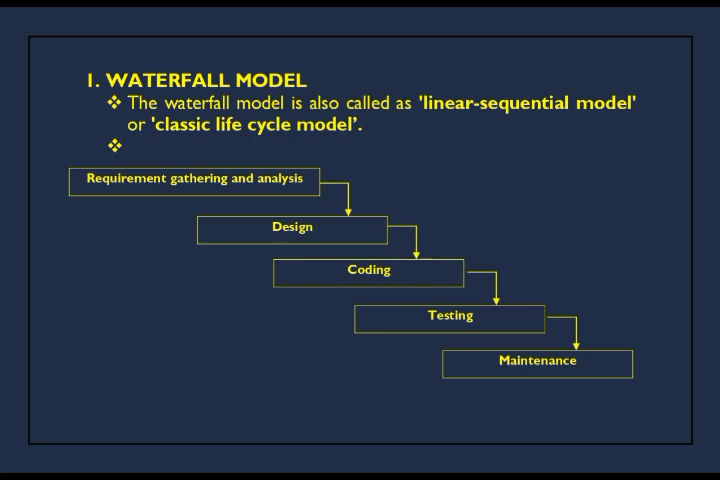 1. WATERFALL MODEL
❖ The waterfall model is also called as 'linear-sequential model'
or 'classic life cycle model’.
❖
Requirement gathering and analysis
Design
Coding
Testing
Maintenance